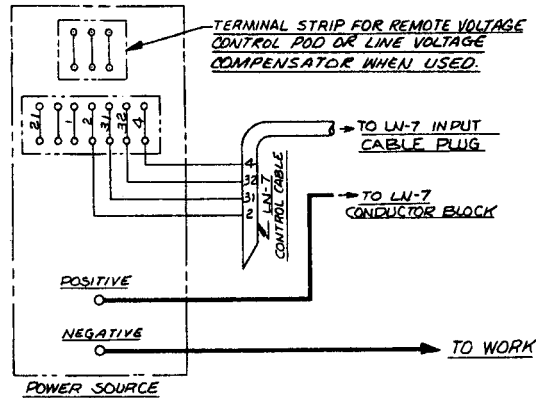 TERMINAL STRIP FOR REMOTE VOLTAGE
CONTROL POD OR LINE VOLTAGE
COMPENSATOR WHEN USED.
21 1 2 31 32 4
TO LN-7 INPUT
CABLE PLUG
4
32
31
2
LN-7
CONTROL CABLE
TO LN-7
CONDUCTOR BLOCK
POSITIVE
NEGATIVE
TO WORK
POWER SOURCE